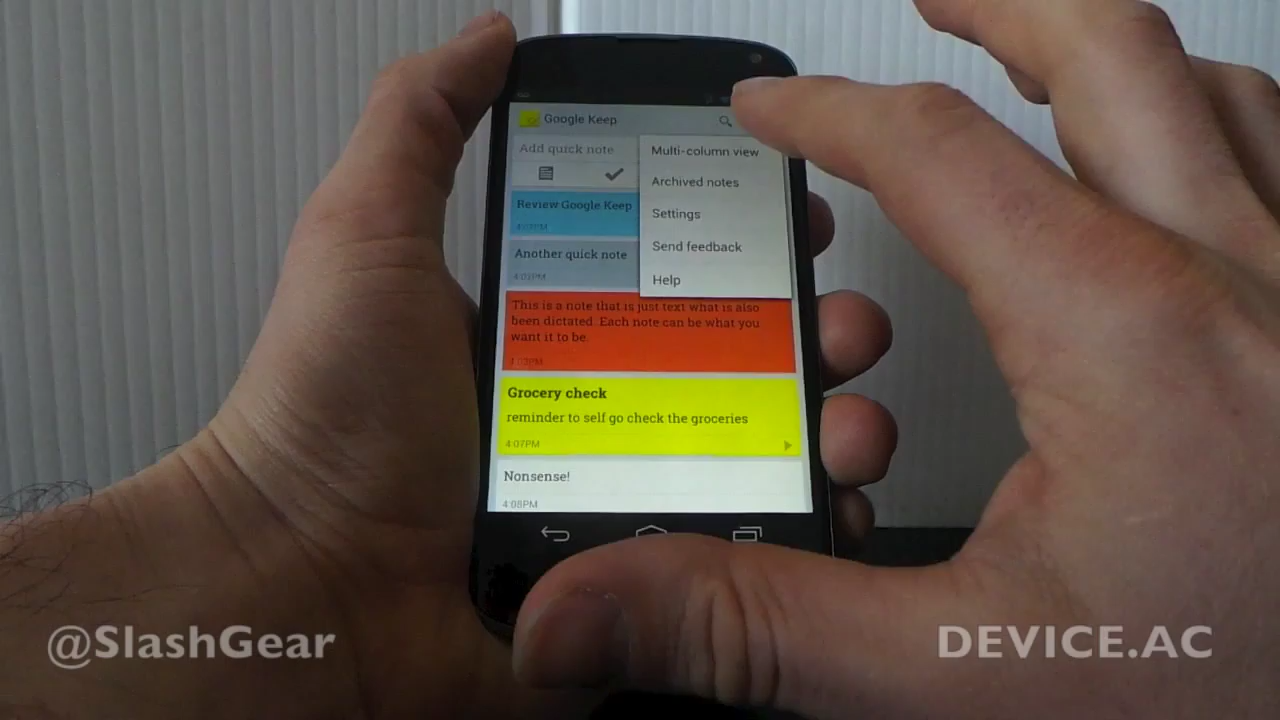 Google Keep
Add quick note
Multi-column view
Archived notes
Settings
Send feedback
Help
Review Google Keep
Another quick note
4:02PM
This is a note that is just text what is also
been dictated. Each note can be what you
want it to be.
Grocery check
reminder to self go check the groceries
4:07PM
Nonsense!
4:08PM
@SlashGear
DEVICE.AC